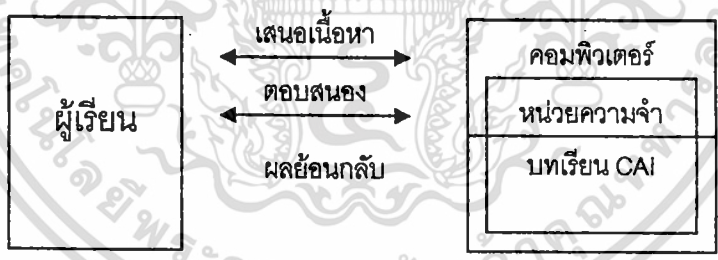 เสนอเนื้อหา
คอมพิวเตอร์
ผู้เรียน
ตอบสนอง
หน่วยความจำ
ผลย้อนกลับ
บทเรียน CAI